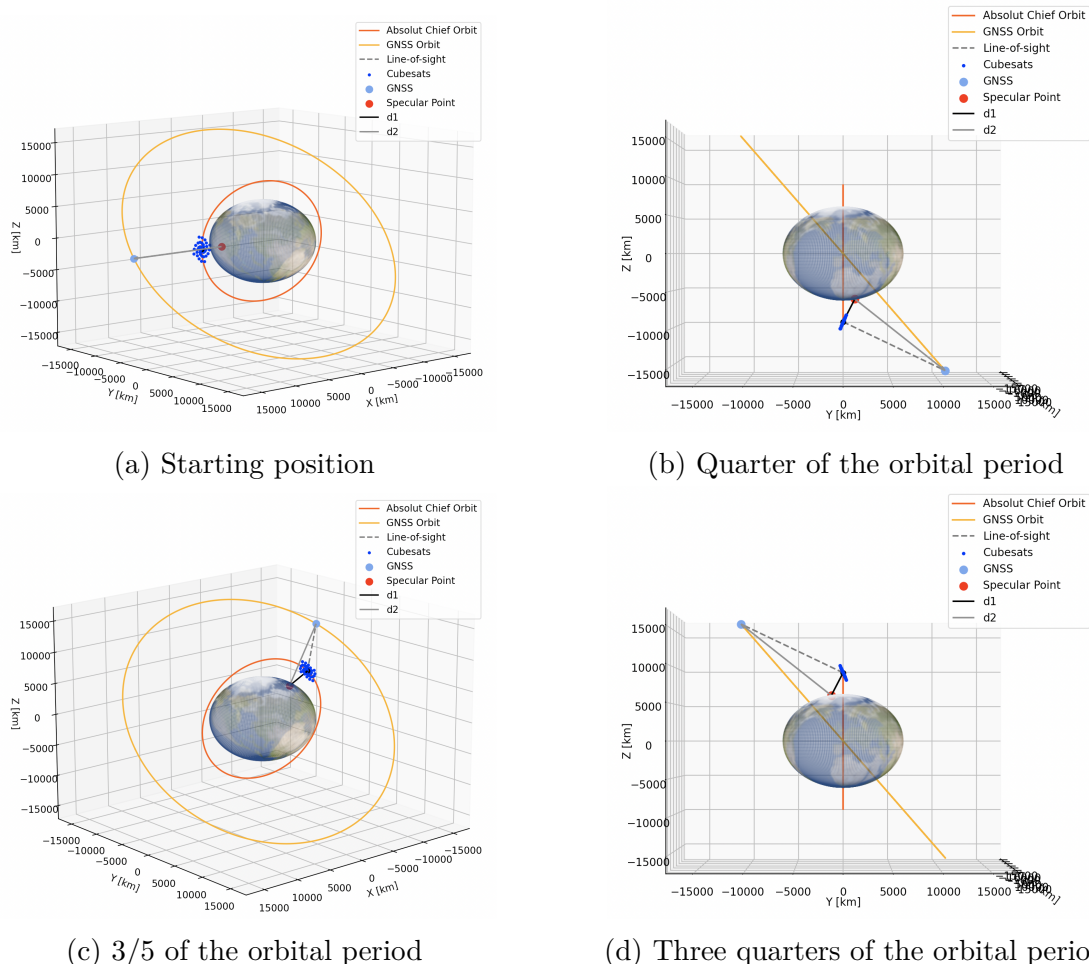 Absolut Chief Orbit
GNSS Orbit
Line-of-sight
Cubesats
GNSS
Specular Point
d1
d2
15000
10000
5000
0
−5000
−10000
−15000
Z [km]
−15000
−10000
−5000
0
5000
10000
15000
Y [km]
15000
10000
5000
0
−5000
−10000
−15000
X [km]
(a) Starting position
Absolut Chief Orbit
GNSS Orbit
Line-of-sight
Cubesats
GNSS
Specular Point
d1
d2
15000
10000
5000
0
−5000
−10000
−15000
Z [km]
−15000 −10000 −5000 0 5000 10000 15000
Y [km]
(b) Quarter of the orbital period
Absolut Chief Orbit
GNSS Orbit
Line-of-sight
Cubesats
GNSS
Specular Point
d1
d2
15000
10000
5000
0
−5000
−10000
−15000
Z [km]
−15000
−10000
−5000
0
5000
10000
15000
Y [km]
15000
10000
5000
0
−5000
−10000
−15000
X [km]
(c) 3/5 of the orbital period
Absolut Chief Orbit
GNSS Orbit
Line-of-sight
Cubesats
GNSS
Specular Point
d1
d2
15000
10000
5000
0
−5000
−10000
−15000
Z [km]
−15000 −10000 −5000 0 5000 10000 15000
Y [km]
(d) Three quarters of the orbital perio